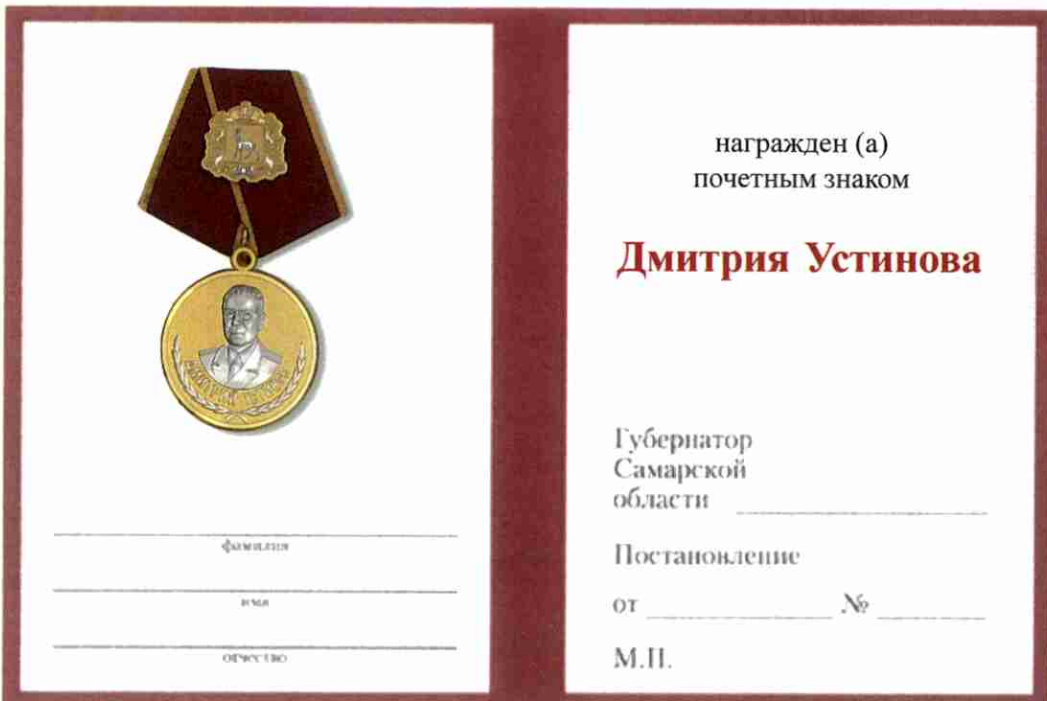 фамилия
имя
отчество
награжден (а)
почетным знаком
Дмитрия Устинова
Губернатор
Самарской
области
Постановление
от № 
М.П.